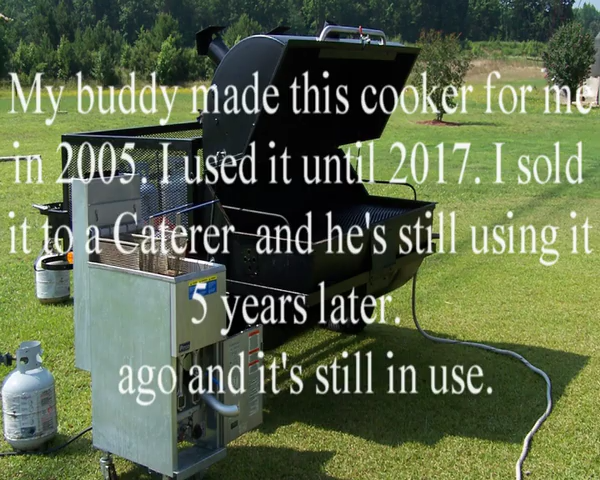 My buddy made this cooker for me
in 2005. I used it until 2017. I sold
it to a Caterer and he's still using it
5 years later.
ago and it's still in use.